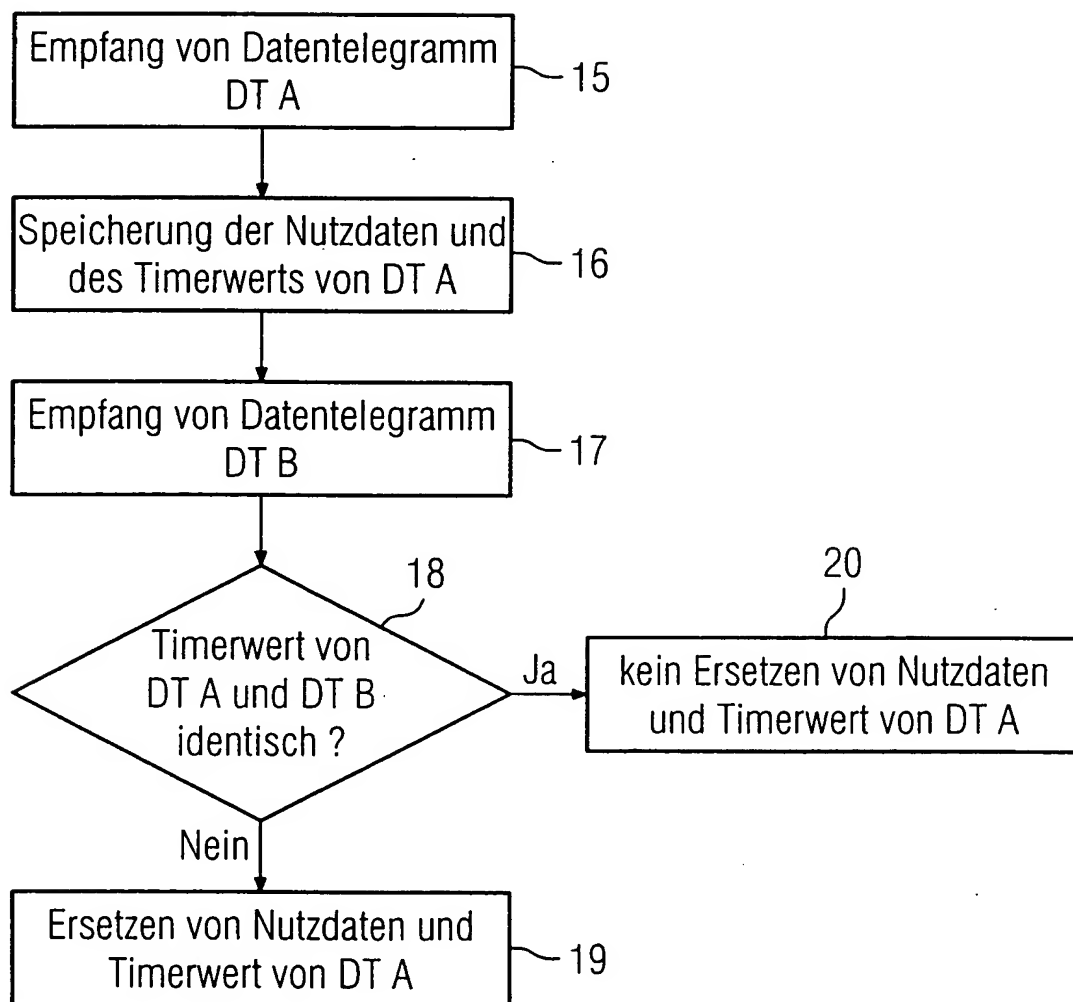 Empfang von Datentelegramm
DT A
15
Speicherung der Nutzdaten und
des Timerwerts von DT A
16
Empfang von Datentelegramm
DT B
17
18
Timerwert von
DT A und DT B
identisch ?
Ja
20
kein Ersetzen von Nutzdaten
und Timerwert von DT A
Nein
Ersetzen von Nutzdaten und
Timerwert von DT A
19